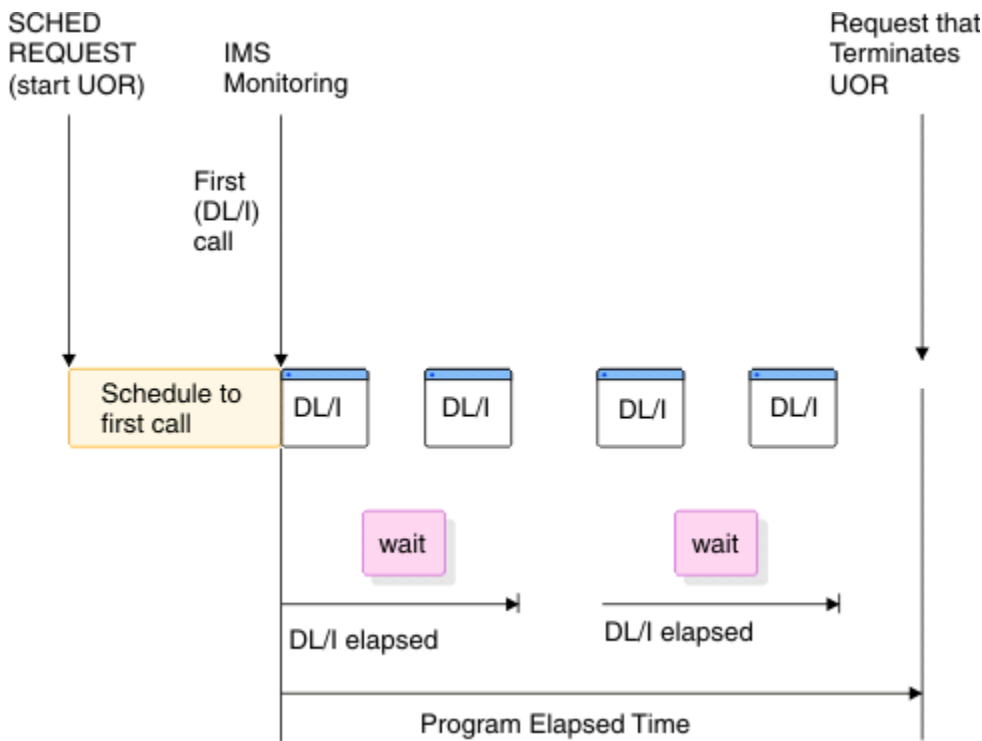 SCHED
REQUEST
(start UOR)
IMS
Monitoring
Request that
Terminates
UOR
First
(DL/I)
call
Schedule to
first call
DL/I
DL/I
DL/I
DL/I
wait
wait
DL/I elapsed
DL/I elapsed
Program Elapsed Time